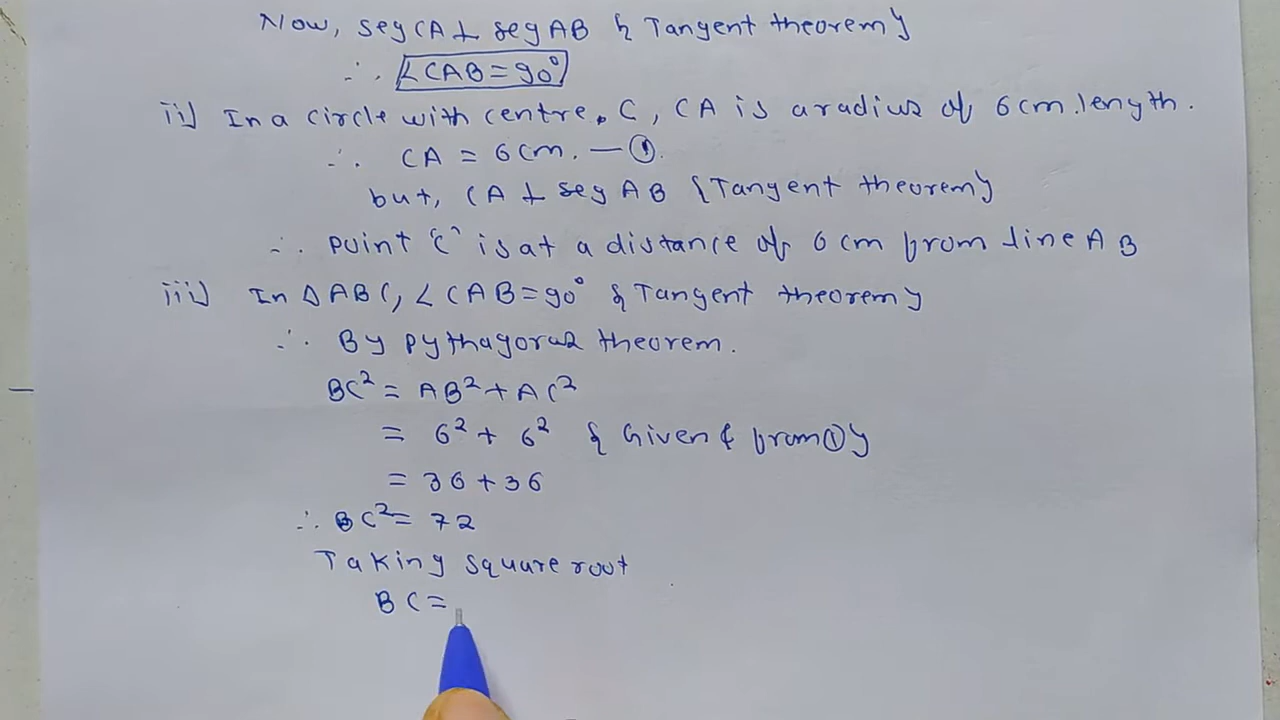 Now, seg CA ⊥ seg AB { Tangent theorem }
∴ ∠CAB = 90°
ii) In a circle with centre C, CA is a radius of 6 cm length.
∴ CA = 6 cm. — ①
but, CA ⊥ seg AB { Tangent theorem }
∴ point 'C' is at a distance of 6 cm from line AB
iii) In △ABC, ∠CAB = 90° { Tangent theorem }
∴ By pythagoras theorem.
BC² = AB² + AC²
= 6² + 6² { Given & from ① }
= 36 + 36
∴ BC² = 72
Taking square root
BC =